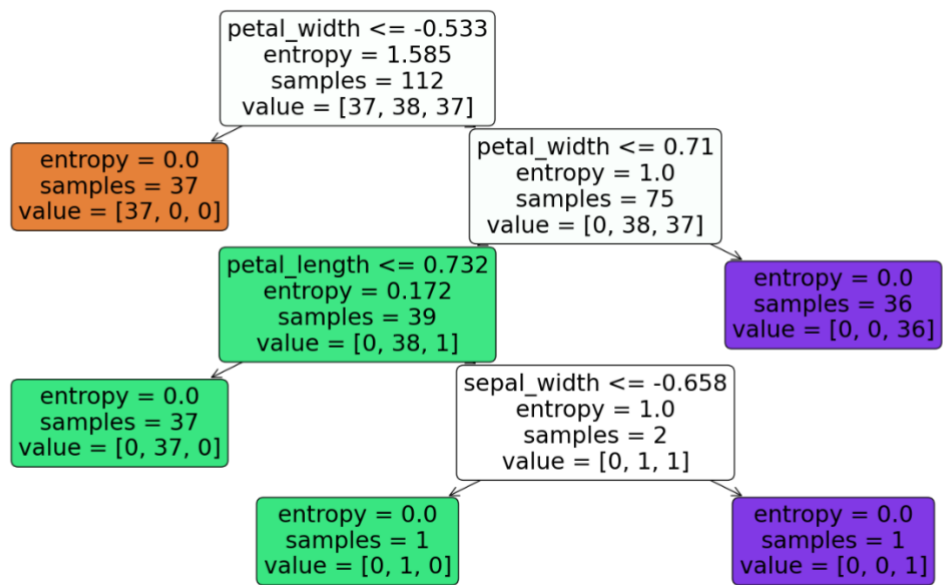 petal_width <= -0.533
entropy = 1.585
samples = 112
value = [37, 38, 37]
entropy = 0.0
samples = 37
value = [37, 0, 0]
petal_width <= 0.71
entropy = 1.0
samples = 75
value = [0, 38, 37]
petal_length <= 0.732
entropy = 0.172
samples = 39
value = [0, 38, 1]
entropy = 0.0
samples = 36
value = [0, 0, 36]
entropy = 0.0
samples = 37
value = [0, 37, 0]
sepal_width <= -0.658
entropy = 1.0
samples = 2
value = [0, 1, 1]
entropy = 0.0
samples = 1
value = [0, 1, 0]
entropy = 0.0
samples = 1
value = [0, 0, 1]